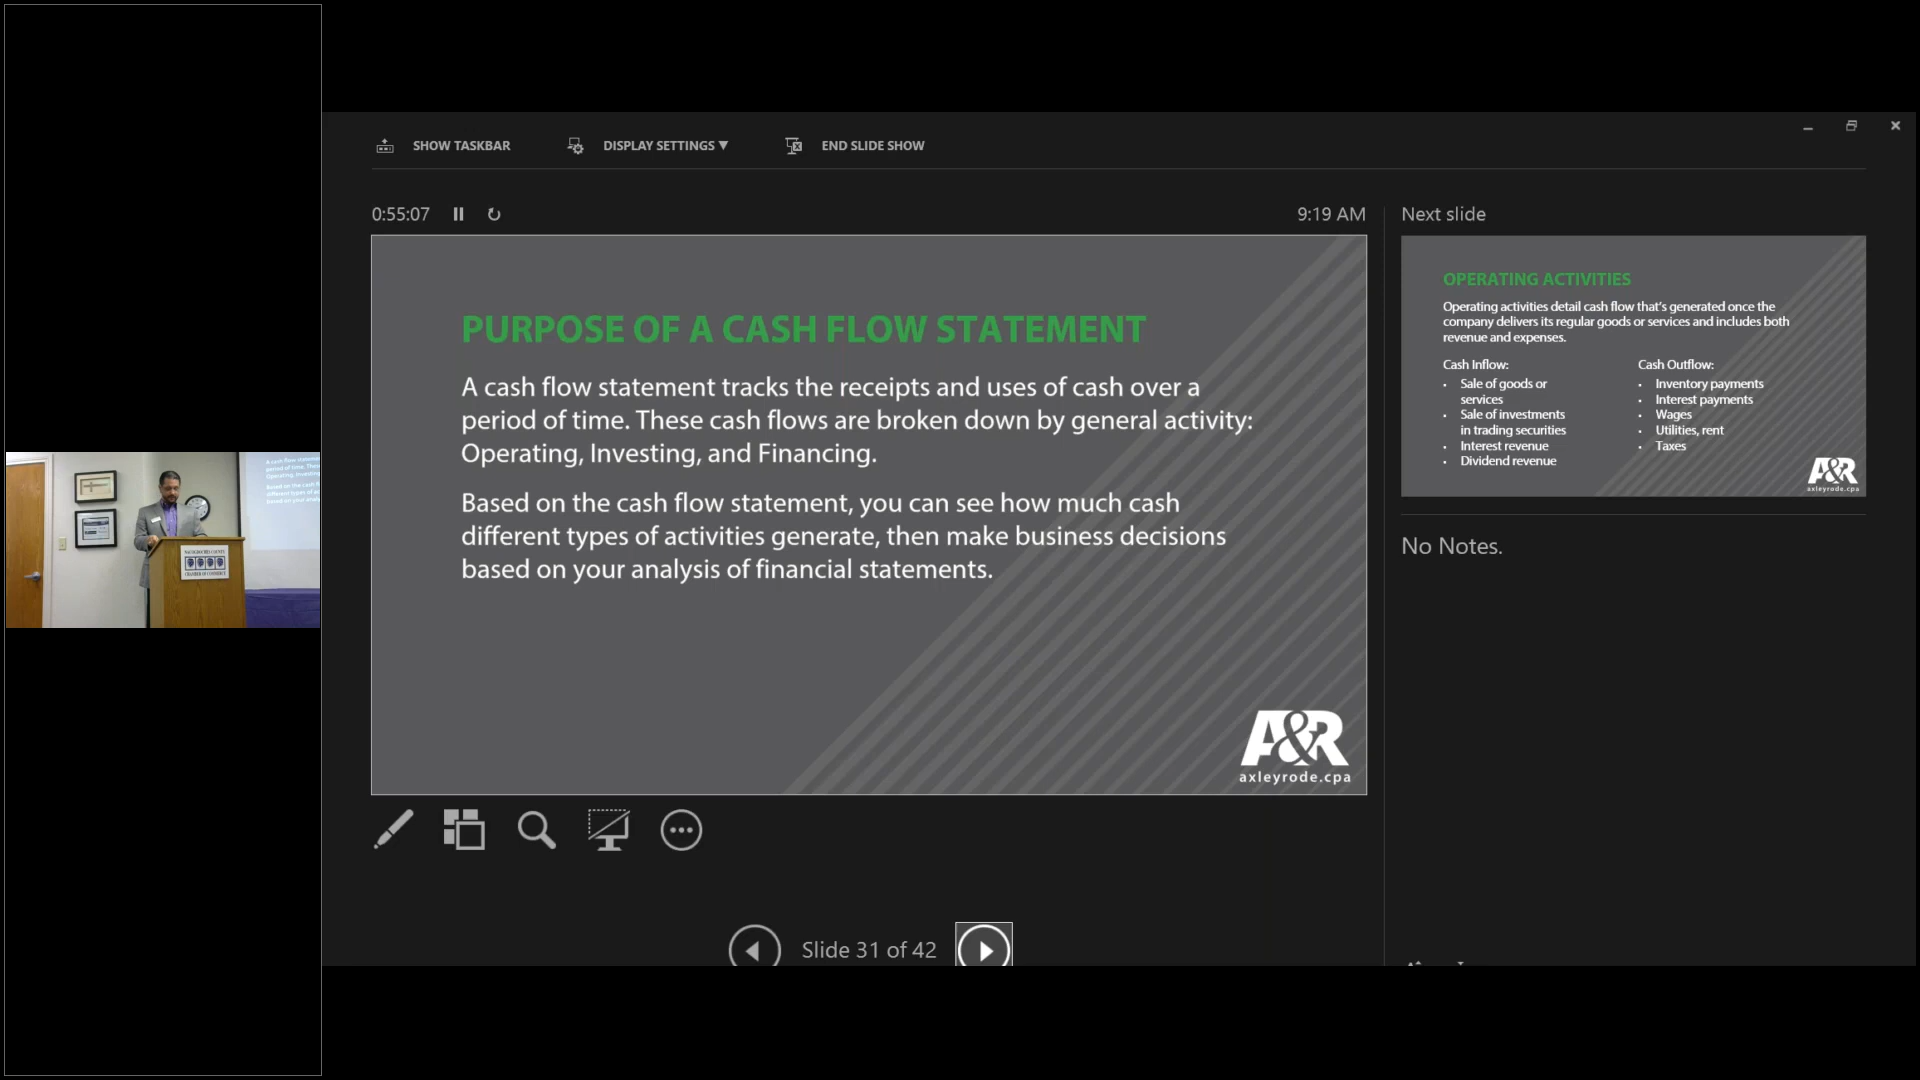 SHOW TASKBAR
DISPLAY SETTINGS ▼
END SLIDE SHOW
0:55:07
9:19 AM
PURPOSE OF A CASH FLOW STATEMENT
A cash flow statement tracks the receipts and uses of cash over a
period of time. These cash flows are broken down by general activity:
Operating, Investing, and Financing.
Based on the cash flow statement, you can see how much cash
different types of activities generate, then make business decisions
based on your analysis of financial statements.
A&R
axleyrode.cpa
Slide 31 of 42
Next slide
OPERATING ACTIVITIES
Operating activities detail cash flow that's generated once the
company delivers its regular goods or services and includes both
revenue and expenses.
Cash Inflow:
• Sale of goods or
services
• Sale of investments
in trading securities
• Interest revenue
• Dividend revenue
Cash Outflow:
• Inventory payments
• Interest payments
• Wages
• Utilities, rent
• Taxes
A&R
axleyrode.cpa
No Notes.
NACOGDOCHES COUNTY
CHAMBER OF COMMERCE